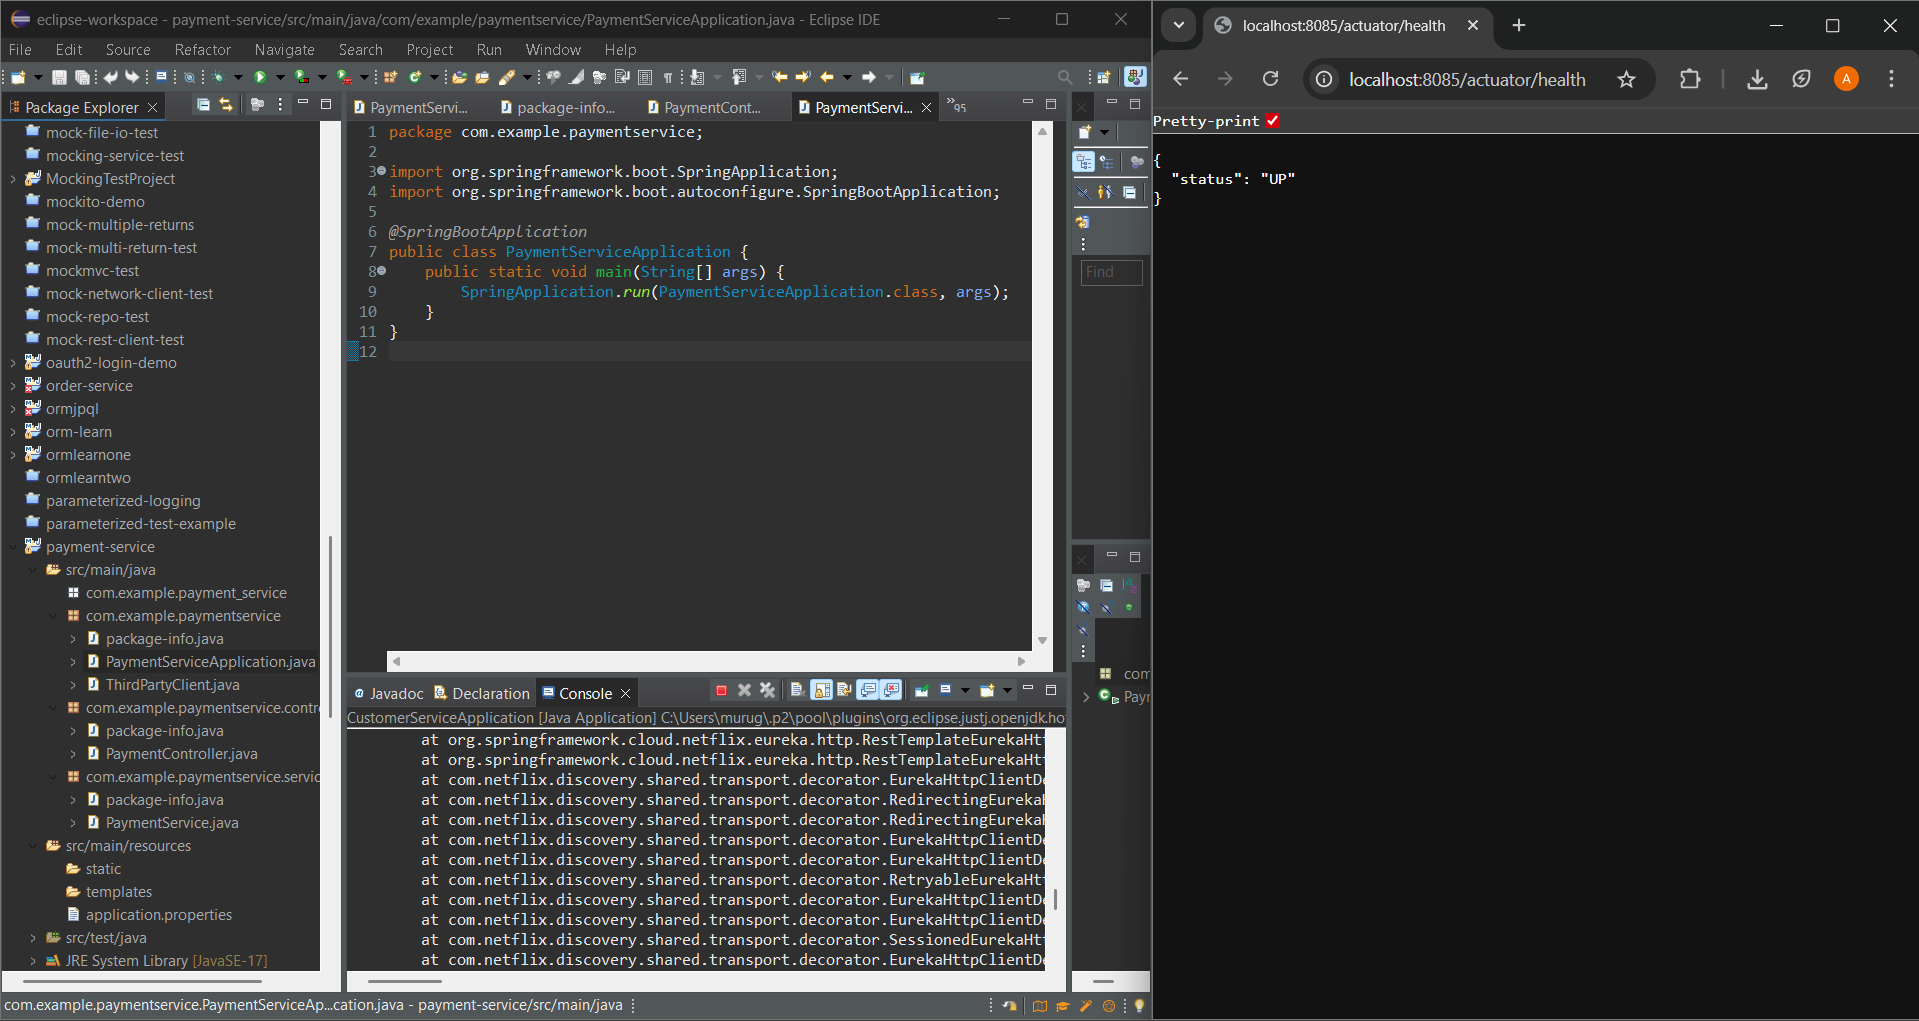 eclipse-workspace - payment-service/src/main/java/com/example/paymentservice/PaymentServiceApplication.java - Eclipse IDE
File Edit Source Refactor Navigate Search Project Run Window Help
Package Explorer
mock-file-io-test
mocking-service-test
MockingTestProject
mockito-demo
mock-multiple-returns
mock-multi-return-test
mockmvc-test
mock-network-client-test
mock-repo-test
mock-rest-client-test
oauth2-login-demo
order-service
ormjpql
orm-learn
ormlearnone
ormlearntwo
parameterized-logging
parameterized-test-example
payment-service
src/main/java
com.example.payment_service
com.example.paymentservice
package-info.java
PaymentServiceApplication.java
ThirdPartyClient.java
com.example.paymentservice.contr
package-info.java
PaymentController.java
com.example.paymentservice.servic
package-info.java
PaymentService.java
src/main/resources
static
templates
application.properties
src/test/java
JRE System Library [JavaSE-17]
PaymentServi... package-info... PaymentCont... PaymentServi... »95
1 package com.example.paymentservice;
2
3 import org.springframework.boot.SpringApplication;
4 import org.springframework.boot.autoconfigure.SpringBootApplication;
5
6 @SpringBootApplication
7 public class PaymentServiceApplication {
8 public static void main(String[] args) {
9 SpringApplication.run(PaymentServiceApplication.class, args);
10 }
11 }
12
Find
com
Payr
Javadoc Declaration Console
CustomerServiceApplication [Java Application] C:\Users\murug\.p2\pool\plugins\org.eclipse.justj.openjdk.ho
at org.springframework.cloud.netflix.eureka.http.RestTemplateEurekaHt
at org.springframework.cloud.netflix.eureka.http.RestTemplateEurekaHt
at com.netflix.discovery.shared.transport.decorator.EurekaHttpClientDe
at com.netflix.discovery.shared.transport.decorator.RedirectingEurekaH
at com.netflix.discovery.shared.transport.decorator.RedirectingEurekaH
at com.netflix.discovery.shared.transport.decorator.EurekaHttpClientDe
at com.netflix.discovery.shared.transport.decorator.EurekaHttpClientDe
at com.netflix.discovery.shared.transport.decorator.RetryableEurekaHt
at com.netflix.discovery.shared.transport.decorator.EurekaHttpClientDe
at com.netflix.discovery.shared.transport.decorator.EurekaHttpClientDe
at com.netflix.discovery.shared.transport.decorator.SessionedEurekaHt
at com.netflix.discovery.shared.transport.decorator.EurekaHttpClientDe
com.example.paymentservice.PaymentServiceAp...cation.java - payment-service/src/main/java
localhost:8085/actuator/health
localhost:8085/actuator/health
A
Pretty-print
{
"status": "UP"
}